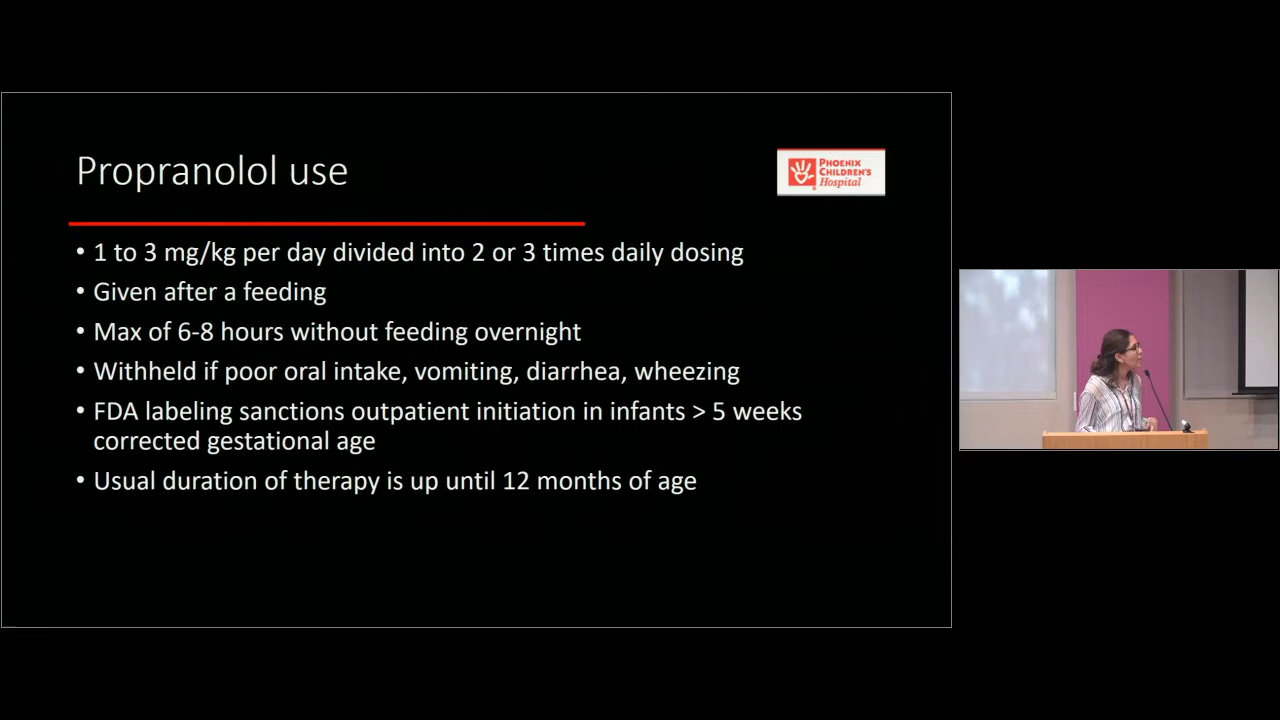 Propranolol use
PHOENIX
CHILDREN'S
Hospital
• 1 to 3 mg/kg per day divided into 2 or 3 times daily dosing
• Given after a feeding
• Max of 6-8 hours without feeding overnight
• Withheld if poor oral intake, vomiting, diarrhea, wheezing
• FDA labeling sanctions outpatient initiation in infants > 5 weeks
corrected gestational age
• Usual duration of therapy is up until 12 months of age